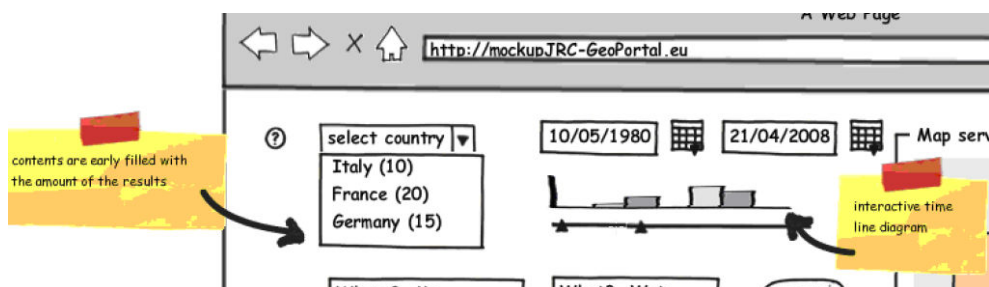 A Web Page
http://mockupJRC-GeoPortal.eu
contents are early filled with
the amount of the results
?
select country
10/05/1980
21/04/2008
Map serv
Italy (10)
France (20)
Germany (15)
interactive time
line diagram